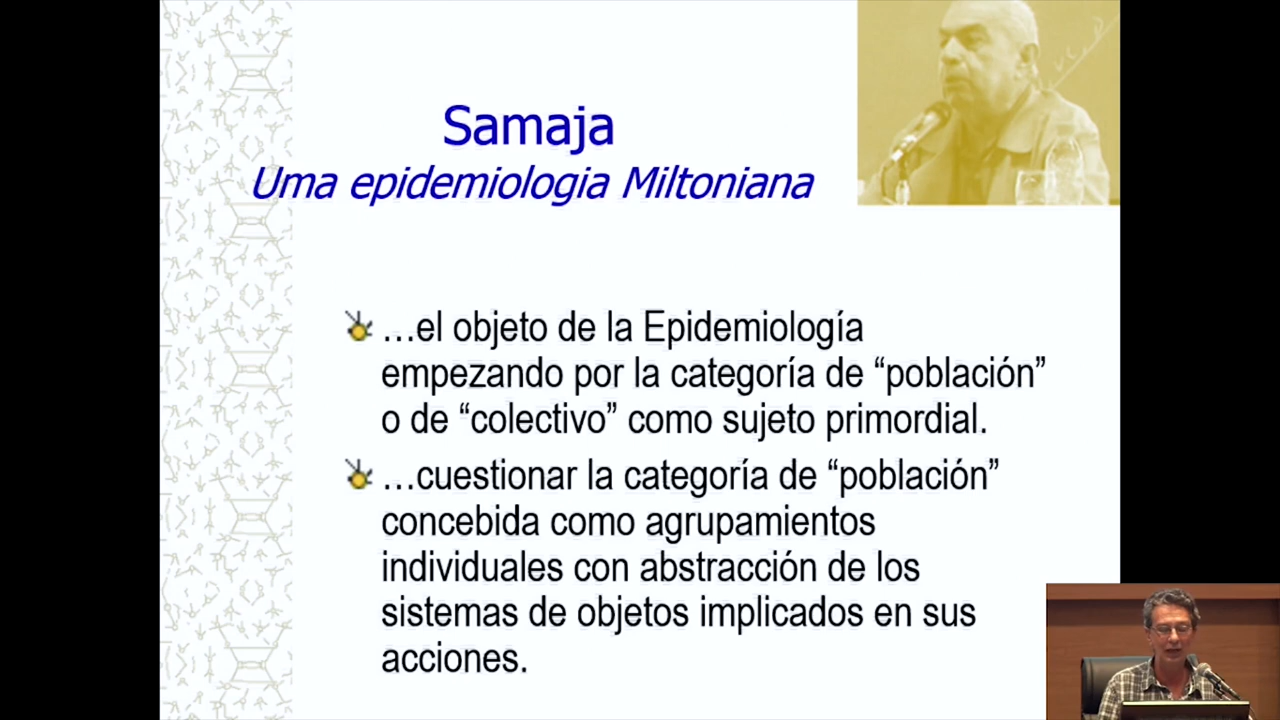 Samaja
Uma epidemiologia Miltoniana
…el objeto de la Epidemiología
empezando por la categoría de “población”
o de “colectivo” como sujeto primordial.
…cuestionar la categoría de “población”
concebida como agrupamientos
individuales con abstracción de los
sistemas de objetos implicados en sus
acciones.